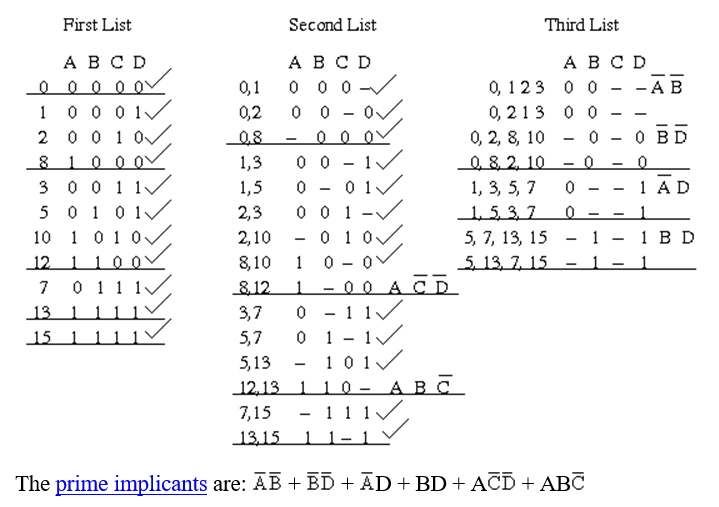 First List
A B C D
0 0 0 0 0✓
1 0 0 0 1✓
2 0 0 1 0✓
8 1 0 0 0✓
3 0 0 1 1✓
5 0 1 0 1✓
10 1 0 1 0✓
12 1 1 0 0✓
7 0 1 1 1✓
13 1 1 1 1✓
15 1 1 1 1✓
Second List
A B C D
0,1 0 0 0 –✓
0,2 0 0 – 0✓
0,8 – 0 0 0✓
1,3 0 0 – 1✓
1,5 0 – 0 1✓
2,3 0 0 1 –✓
2,10 – 0 1 0✓
8,10 1 0 – 0✓
8,12 1 – 0 0 A C̅ D̅
3,7 0 – 1 1✓
5,7 0 1 – 1✓
5,13 – 1 0 1✓
12,13 1 1 0 – A B C̅
7,15 – 1 1 1✓
13,15 1 1 – 1✓
Third List
A B C D
0, 1 2 3 0 0 – – A̅ B̅
0, 2 1 3 0 0 – –
0, 2, 8, 10 – 0 – 0 B̅ D̅
0, 8, 2, 10 – 0 – 0
1, 3, 5, 7 0 – – 1 A̅ D
1, 5, 3, 7 0 – – 1
5, 7, 13, 15 – 1 – 1 B D
5, 13, 7, 15 – 1 – 1
The prime implicants are: A̅B̅ + B̅D̅ + A̅D + BD + AC̅D̅ + ABC̅